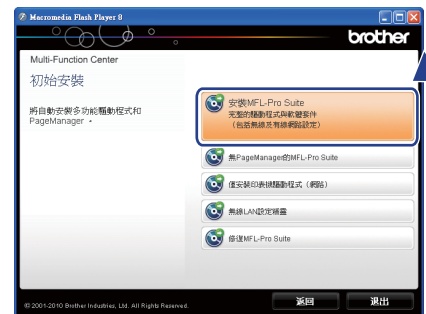 Macromedia Flash Player 8
brother
Multi-Function Center
初始安裝
將自動安裝多功能驅動程式和
PageManager。
安裝MFL-Pro Suite
完整的驅動程式與軟體套件
(包括無線及有線網路設定)
無PageManager的MFL-Pro Suite
僅安裝印表機驅動程式(網路)
無線LAN設定精靈
修復MFL-Pro Suite
© 2001-2010 Brother Industries, Ltd. All Rights Reserved.
返回
退出